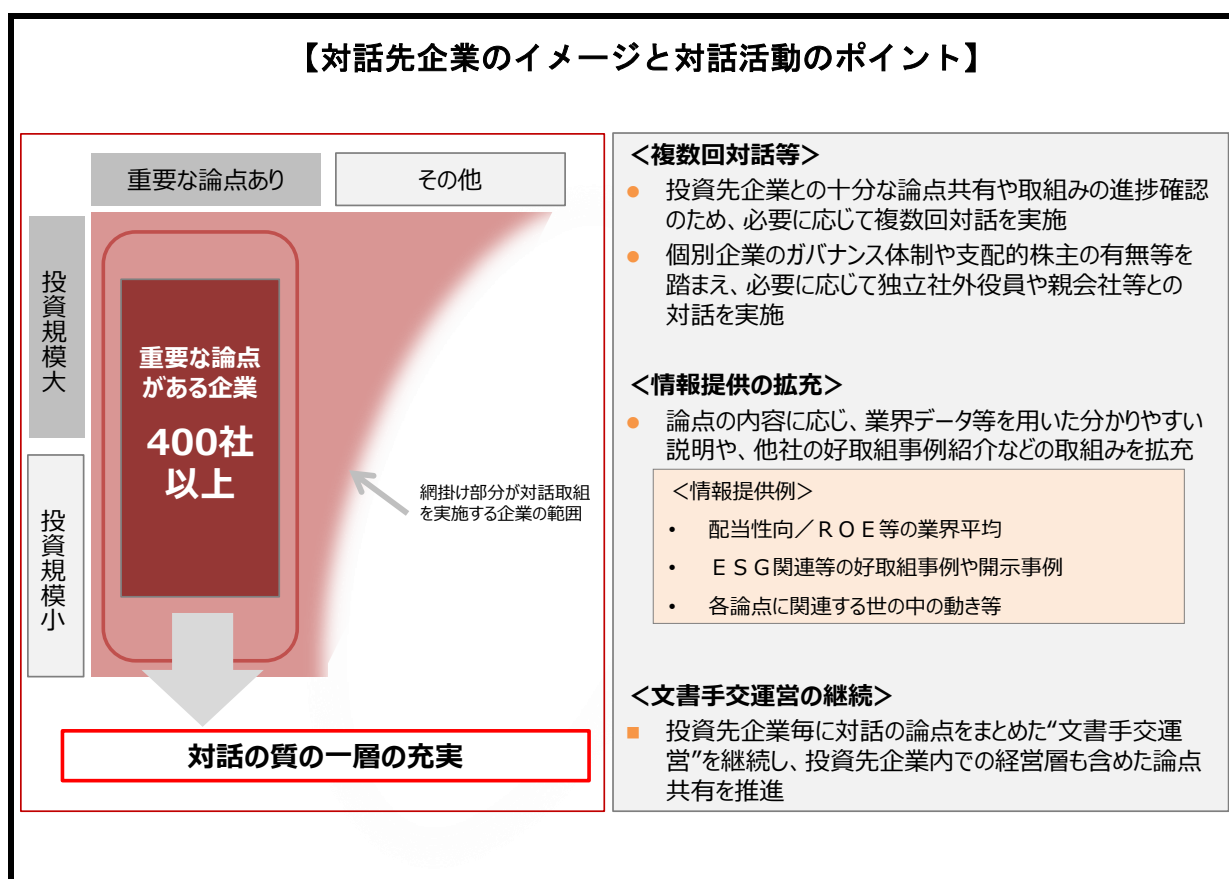 【対話先企業のイメージと対話活動のポイント】
重要な論点あり
その他
投資規模大
投資規模小
重要な論点
がある企業
400社
以上
網掛け部分が対話取組
を実施する企業の範囲
対話の質の一層の充実
＜複数回対話等＞
● 投資先企業との十分な論点共有や取組みの進捗確認
のため、必要に応じて複数回対話を実施
● 個別企業のガバナンス体制や支配的株主の有無等を
踏まえ、必要に応じて独立社外役員や親会社等との
対話を実施
＜情報提供の拡充＞
● 論点の内容に応じ、業界データ等を用いた分かりやすい
説明や、他社の好取組事例紹介などの取組みを拡充
＜情報提供例＞
• 配当性向／ＲＯＥ等の業界平均
• ＥＳＧ関連等の好取組事例や開示事例
• 各論点に関連する世の中の動き等
＜文書手交運営の継続＞
■ 投資先企業毎に対話の論点をまとめた“文書手交運
営”を継続し、投資先企業内での経営層も含めた論点
共有を推進